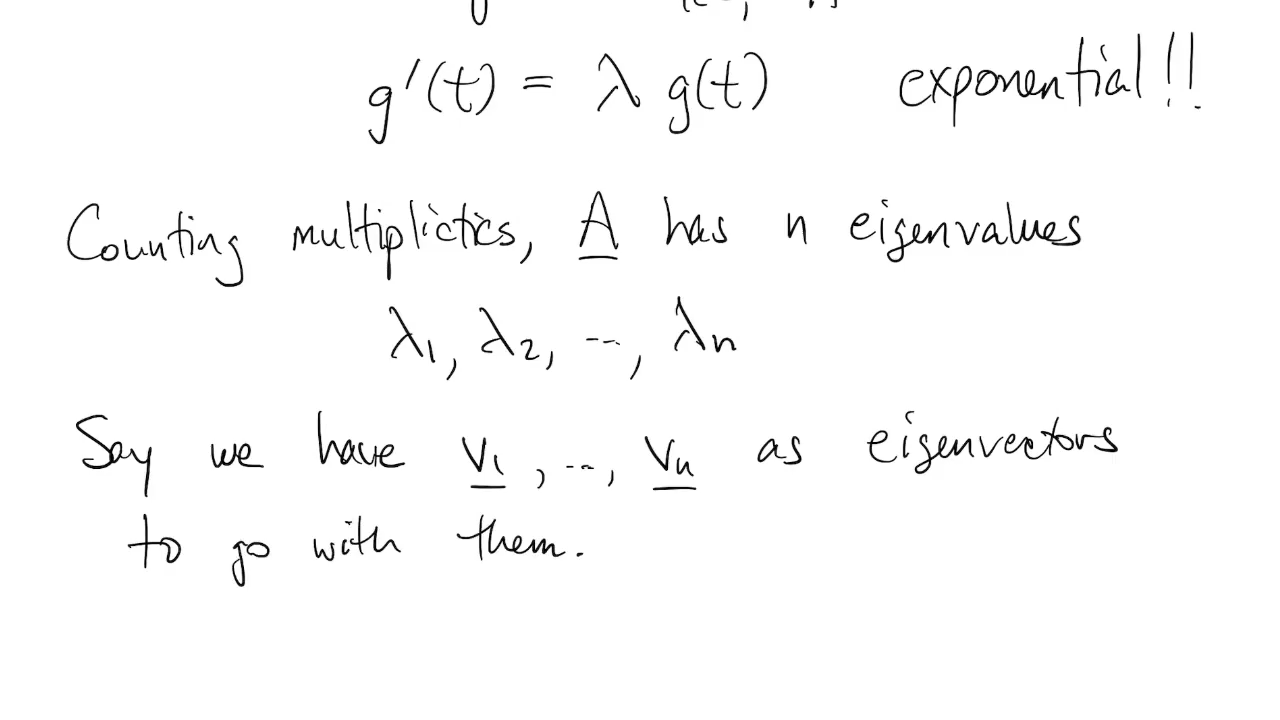 g'(t) = λ g(t) exponential!!
Counting multiplicties, A has n eigenvalues
λ1, λ2, ..., λn
Say we have v1, ..., vn as eigenvectors
to go with them.